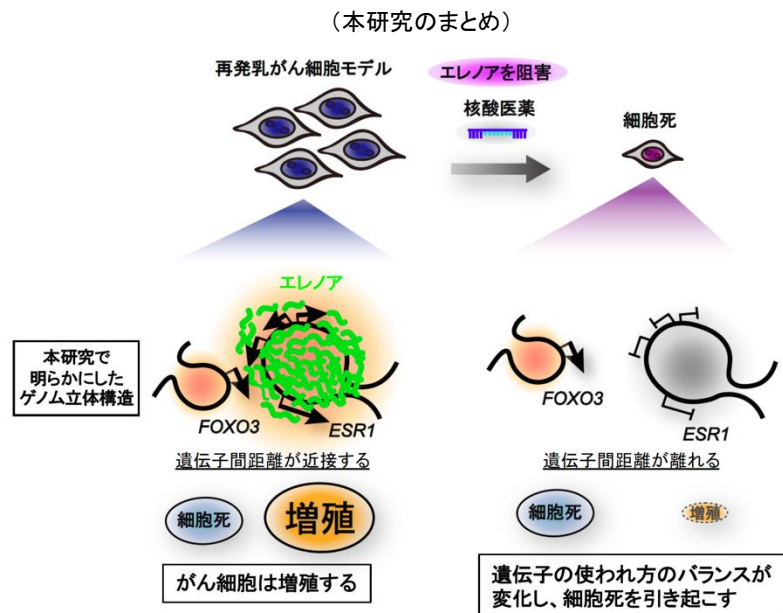 （本研究のまとめ）
再発乳がん細胞モデル
エレノアを阻害
核酸医薬
細胞死
エレノア
本研究で
明らかにした
ゲノム立体構造
FOXO3
ESR1
遺伝子間距離が近接する
細胞死
増殖
がん細胞は増殖する
FOXO3
ESR1
遺伝子間距離が離れる
細胞死
増殖
遺伝子の使われ方のバランスが
変化し、細胞死を引き起こす